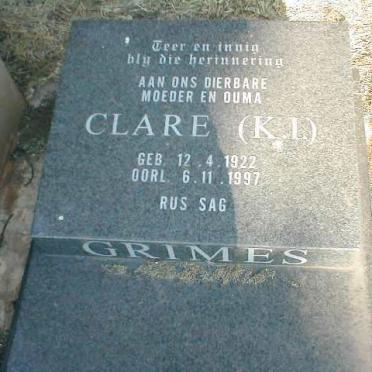 Teer en innig
bly die herinnering
AAN ONS DIERBARE
MOEDER EN OUMA
CLARE (K.I.)
GEB. 12.4.1922
OORL. 6.11.1997
RUS SAG
GRIMES